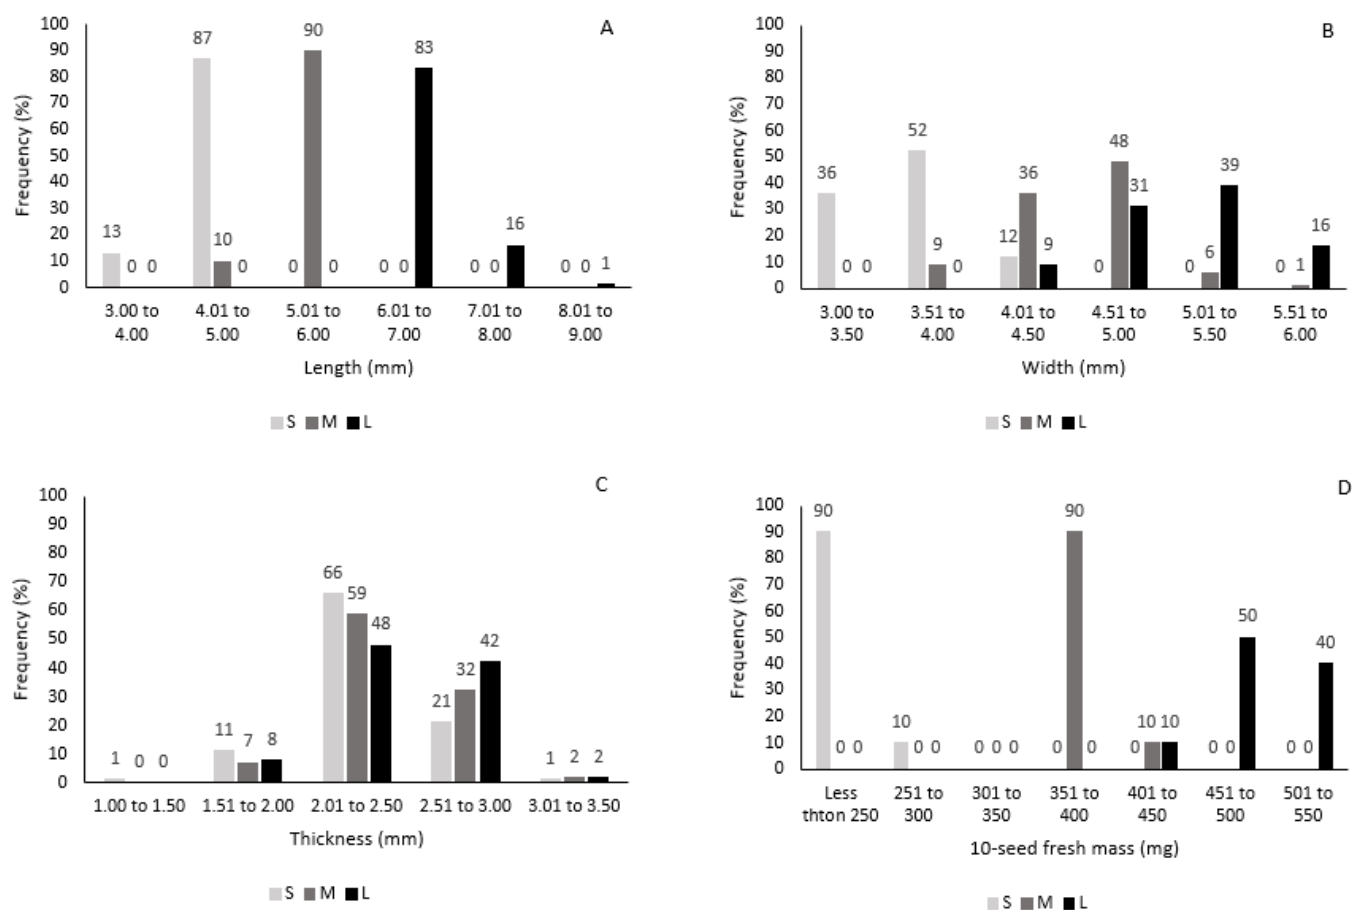 A
100
90
80
70
60
50
40
30
20
10
0
Frequency (%)
13 0 0
87 10 0
0 90 0
0 0 83
0 0 16
0 0 1
3.00 to 4.01 to 5.01 to 6.01 to 7.01 to 8.01 to
4.00 5.00 6.00 7.00 8.00 9.00
Length (mm)
S M L
B
100
90
80
70
60
50
40
30
20
10
0
Frequency (%)
36 0 0
52 9 0
12 36 9
0 48 31
0 6 39
0 1 16
3.00 to 3.51 to 4.01 to 4.51 to 5.01 to 5.51 to
3.50 4.00 4.50 5.00 5.50 6.00
Width (mm)
S M L
C
100
90
80
70
60
50
40
30
20
10
0
Frequency (%)
1 0 0
11 7 8
66 59 48
21 32 42
1 2 2
1.00 to 1.50 1.51 to 2.00 2.01 to 2.50 2.51 to 3.00 3.01 to 3.50
Thickness (mm)
S M L
D
100
90
80
70
60
50
40
30
20
10
0
Frequency (%)
90 0 0
10 0 0
0 0 0
0 90 0
0 10 10
0 0 50
0 0 40
Less 251 to 301 to 351 to 401 to 451 to 501 to
thton 250 300 350 400 450 500 550
10-seed fresh mass (mg)
S M L